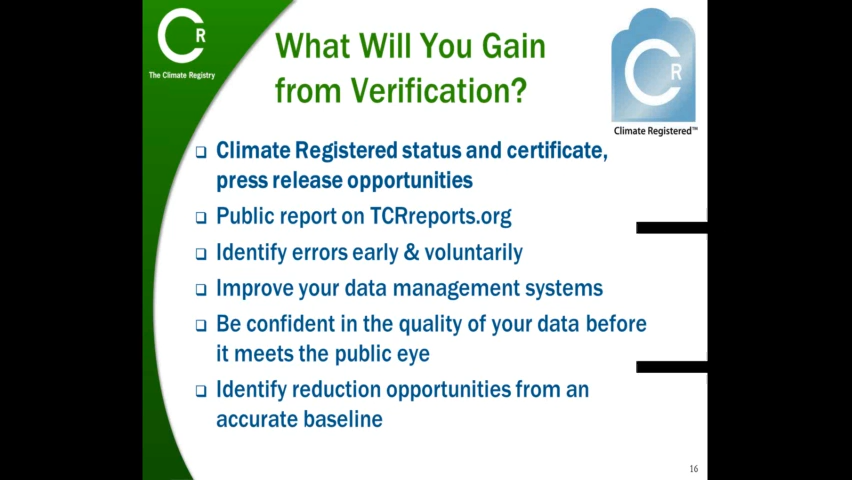 CR
The Climate Registry
What Will You Gain
from Verification?
CR
Climate Registered™
Climate Registered status and certificate,
press release opportunities
Public report on TCRreports.org
Identify errors early & voluntarily
Improve your data management systems
Be confident in the quality of your data before
it meets the public eye
Identify reduction opportunities from an
accurate baseline
16